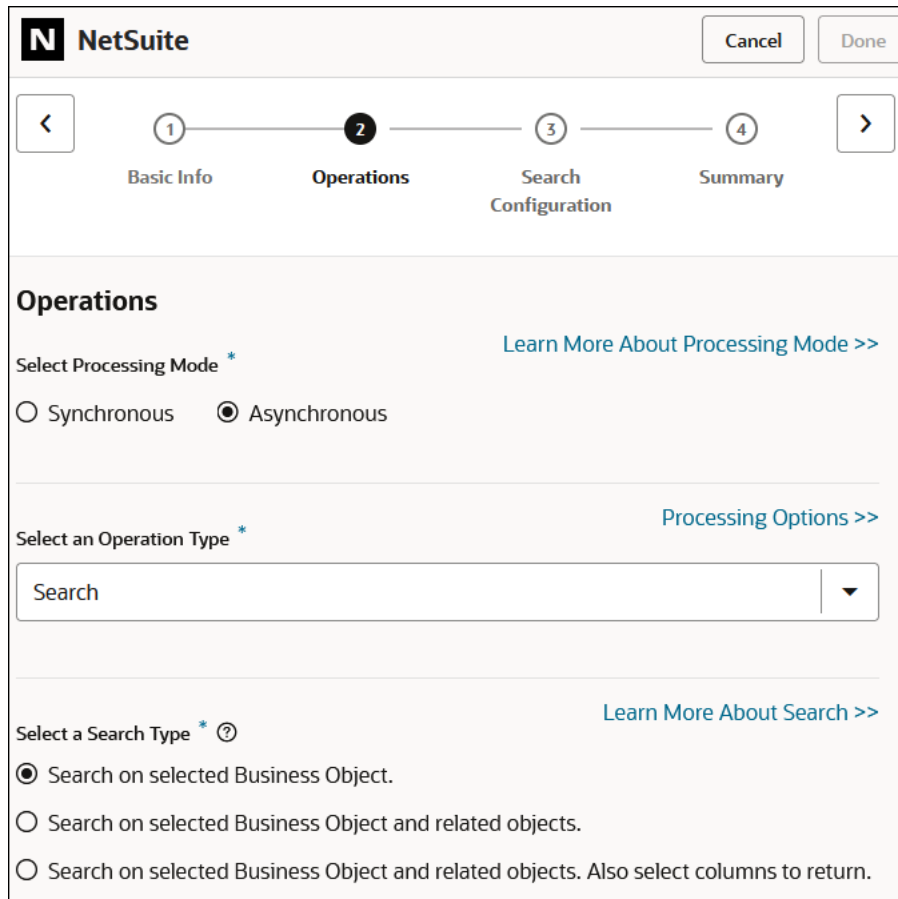 N NetSuite
Cancel
Done
1
2
3
4
Basic Info
Operations
Search
Configuration
Summary
Operations
Learn More About Processing Mode >>
Select Processing Mode *
Synchronous
Asynchronous
Processing Options >>
Select an Operation Type *
Search
Learn More About Search >>
Select a Search Type * ?
Search on selected Business Object.
Search on selected Business Object and related objects.
Search on selected Business Object and related objects. Also select columns to return.